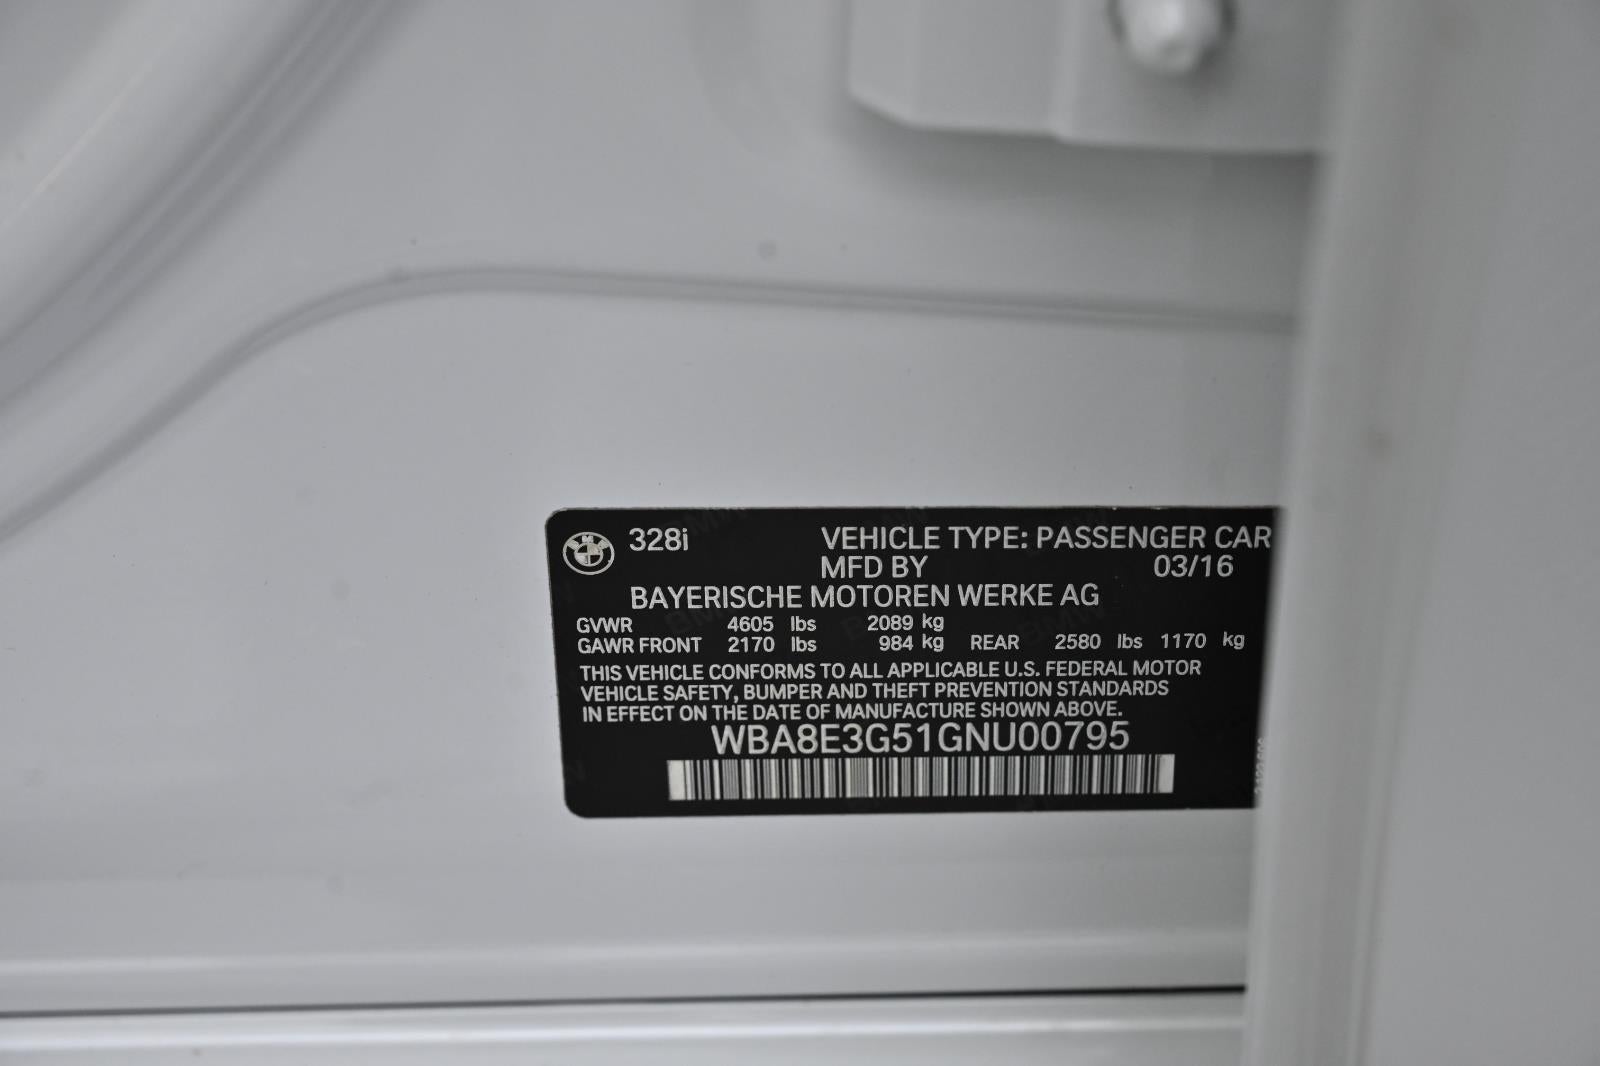 328i VEHICLE TYPE: PASSENGER CAR
MFD BY 03/16
BAYERISCHE MOTOREN WERKE AG
GVWR 4605 lbs 2089 kg
GAWR FRONT 2170 lbs 984 kg REAR 2580 lbs 1170 kg
THIS VEHICLE CONFORMS TO ALL APPLICABLE U.S. FEDERAL MOTOR
VEHICLE SAFETY, BUMPER AND THEFT PREVENTION STANDARDS
IN EFFECT ON THE DATE OF MANUFACTURE SHOWN ABOVE.
WBA8E3G51GNU00795